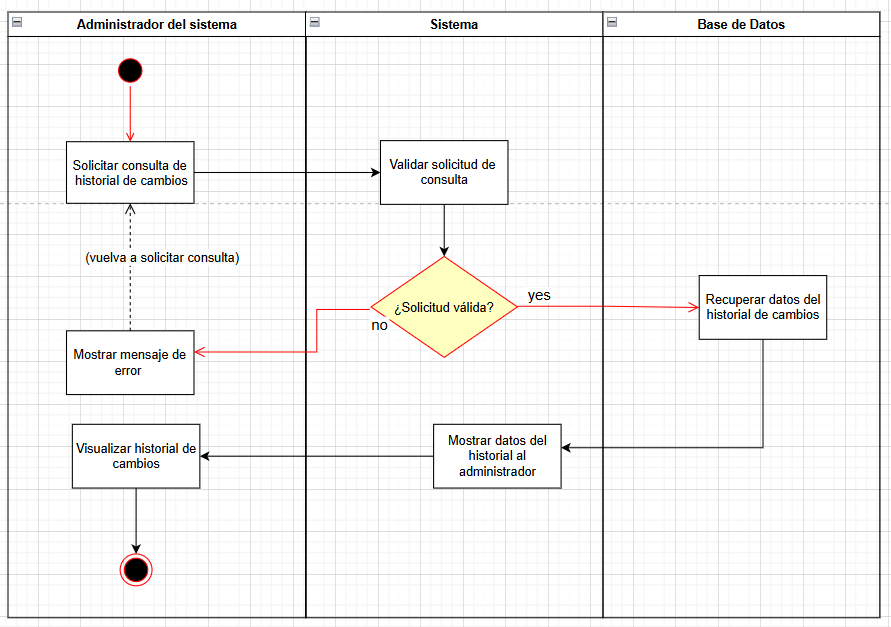 Administrador del sistema
Sistema
Base de Datos
Solicitar consulta de
historial de cambios
Validar solicitud de
consulta
(vuelva a solicitar consulta)
¿Solicitud válida?
yes
no
Recuperar datos del
historial de cambios
Mostrar mensaje de
error
Visualizar historial de
cambios
Mostrar datos del
historial al
administrador